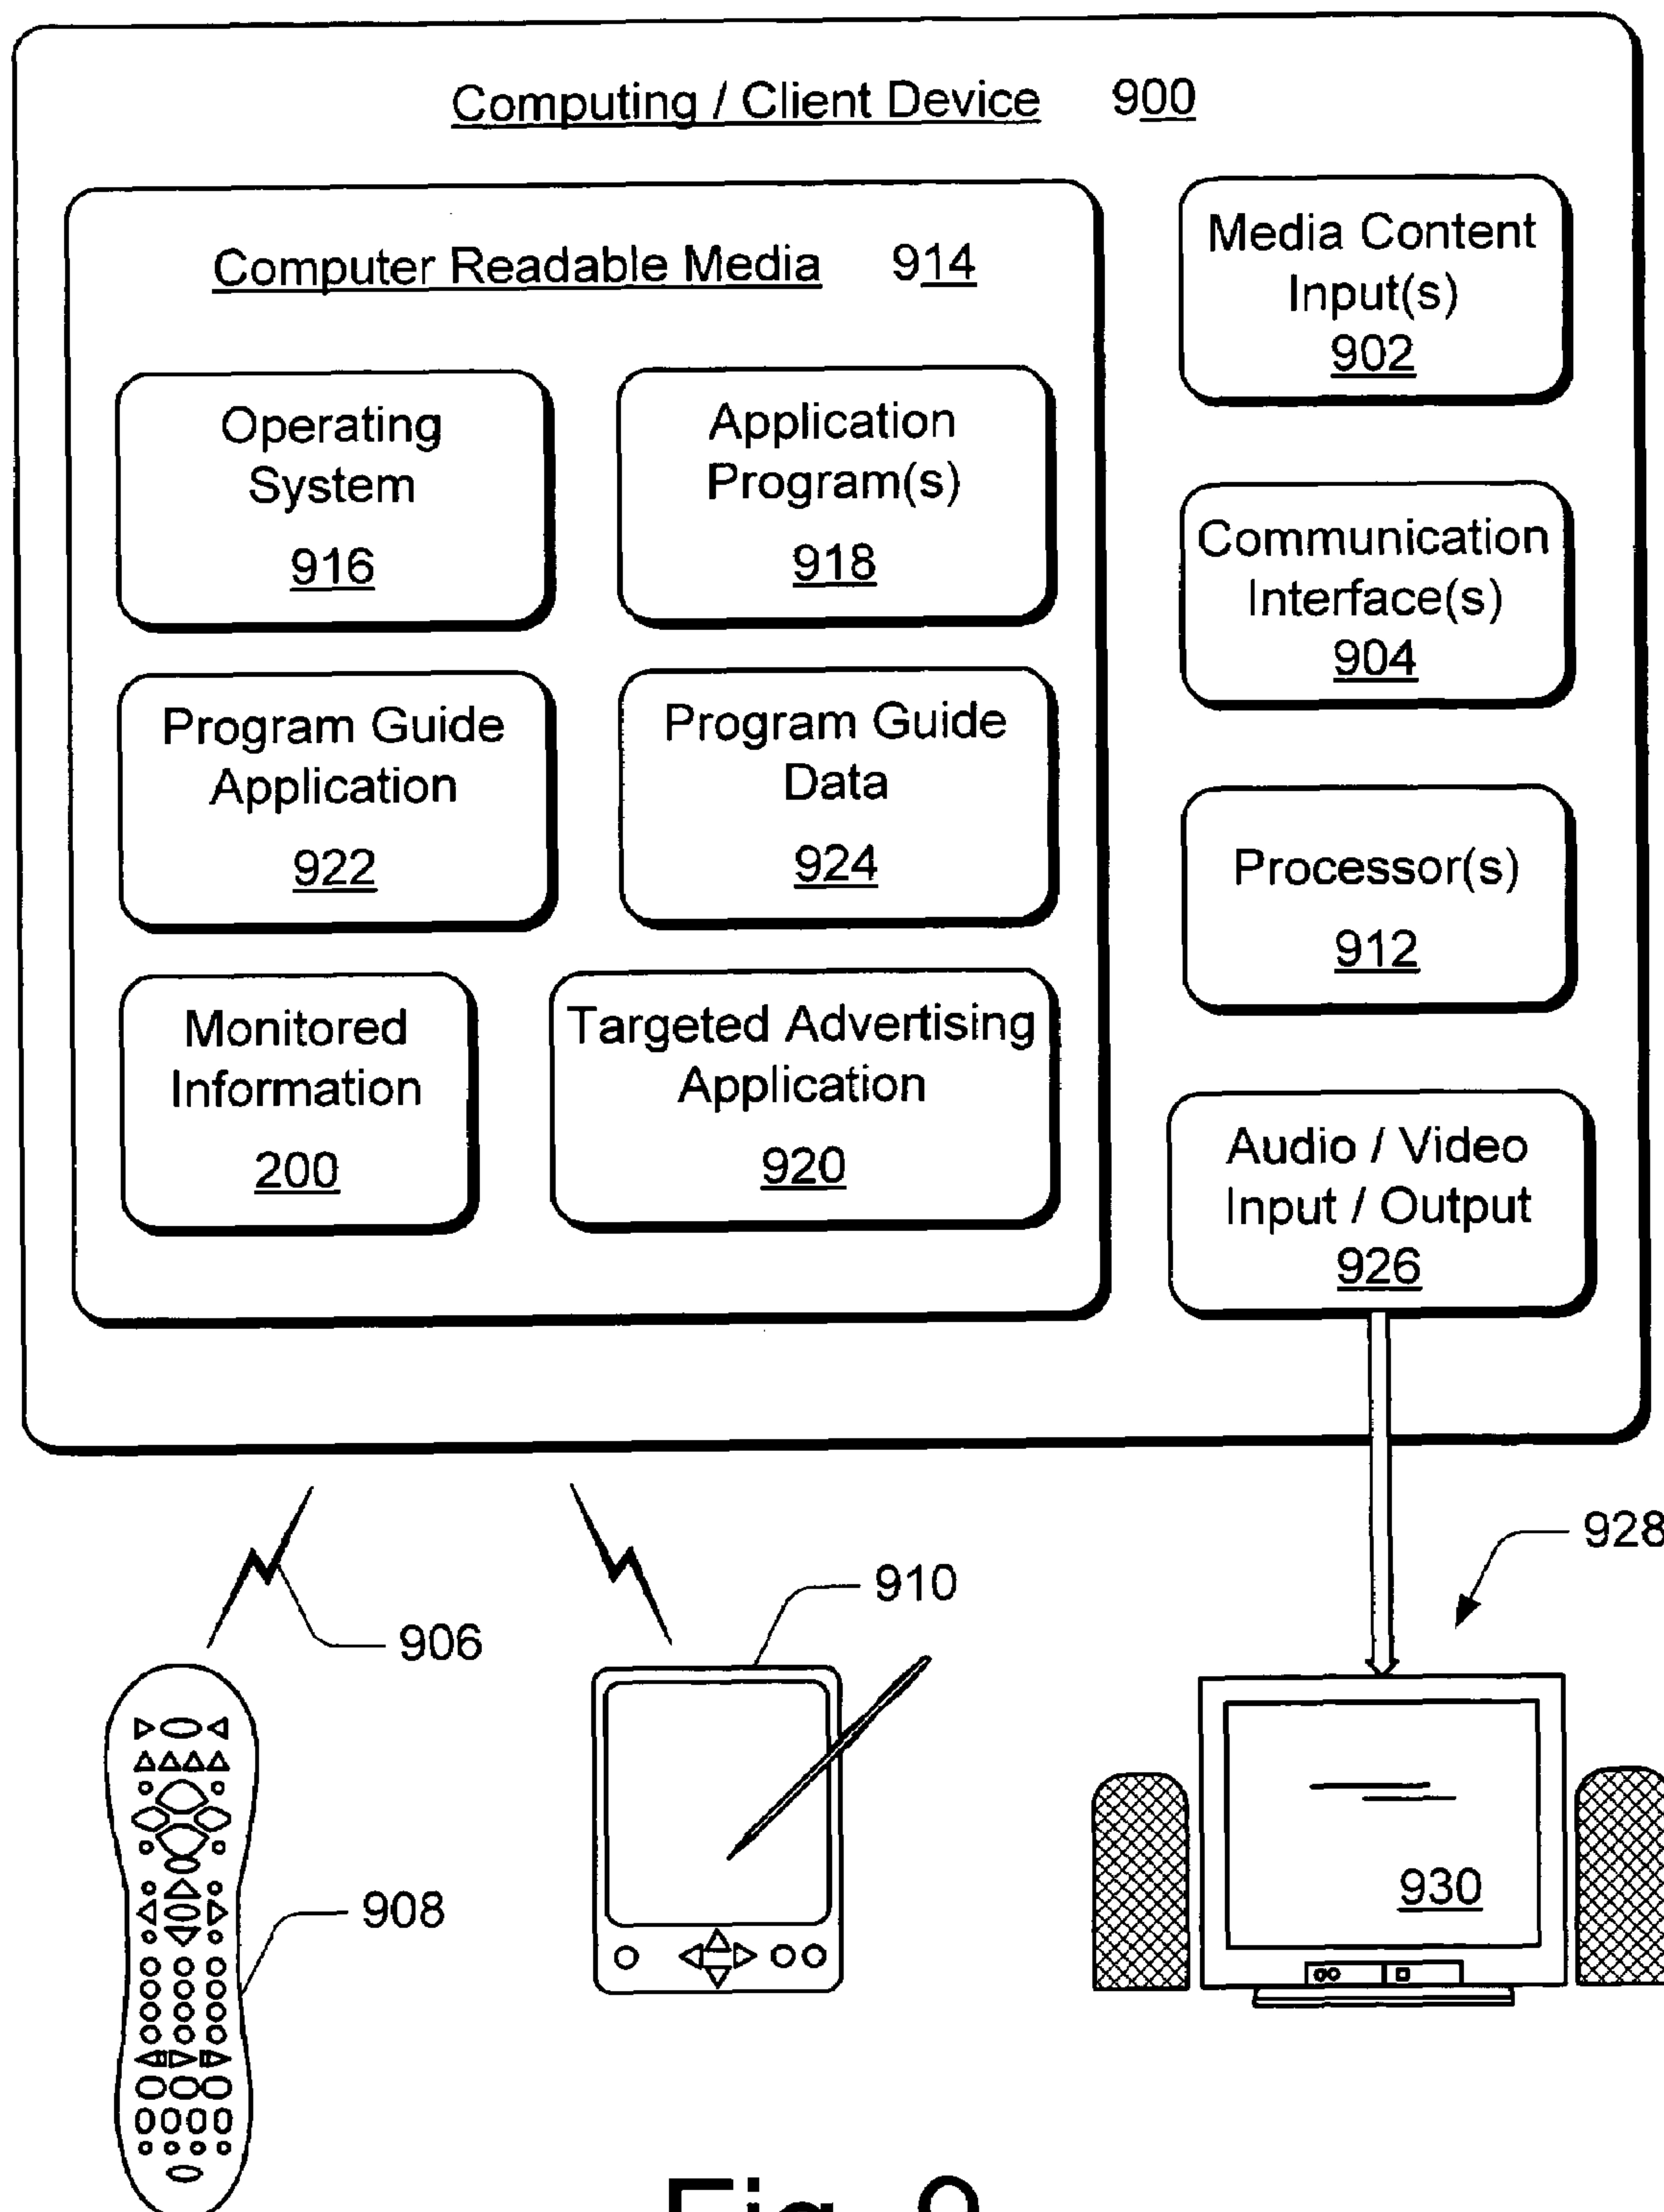 Computing / Client Device 900
Computer Readable Media 914
Operating
System
916
Application
Program(s)
918
Program Guide
Application
922
Program Guide
Data
924
Monitored
Information
200
Targeted Advertising
Application
920
Media Content
Input(s)
902
Communication
Interface(s)
904
Processor(s)
912
Audio / Video
Input / Output
926
906
908
910
928
930
Fig. 9